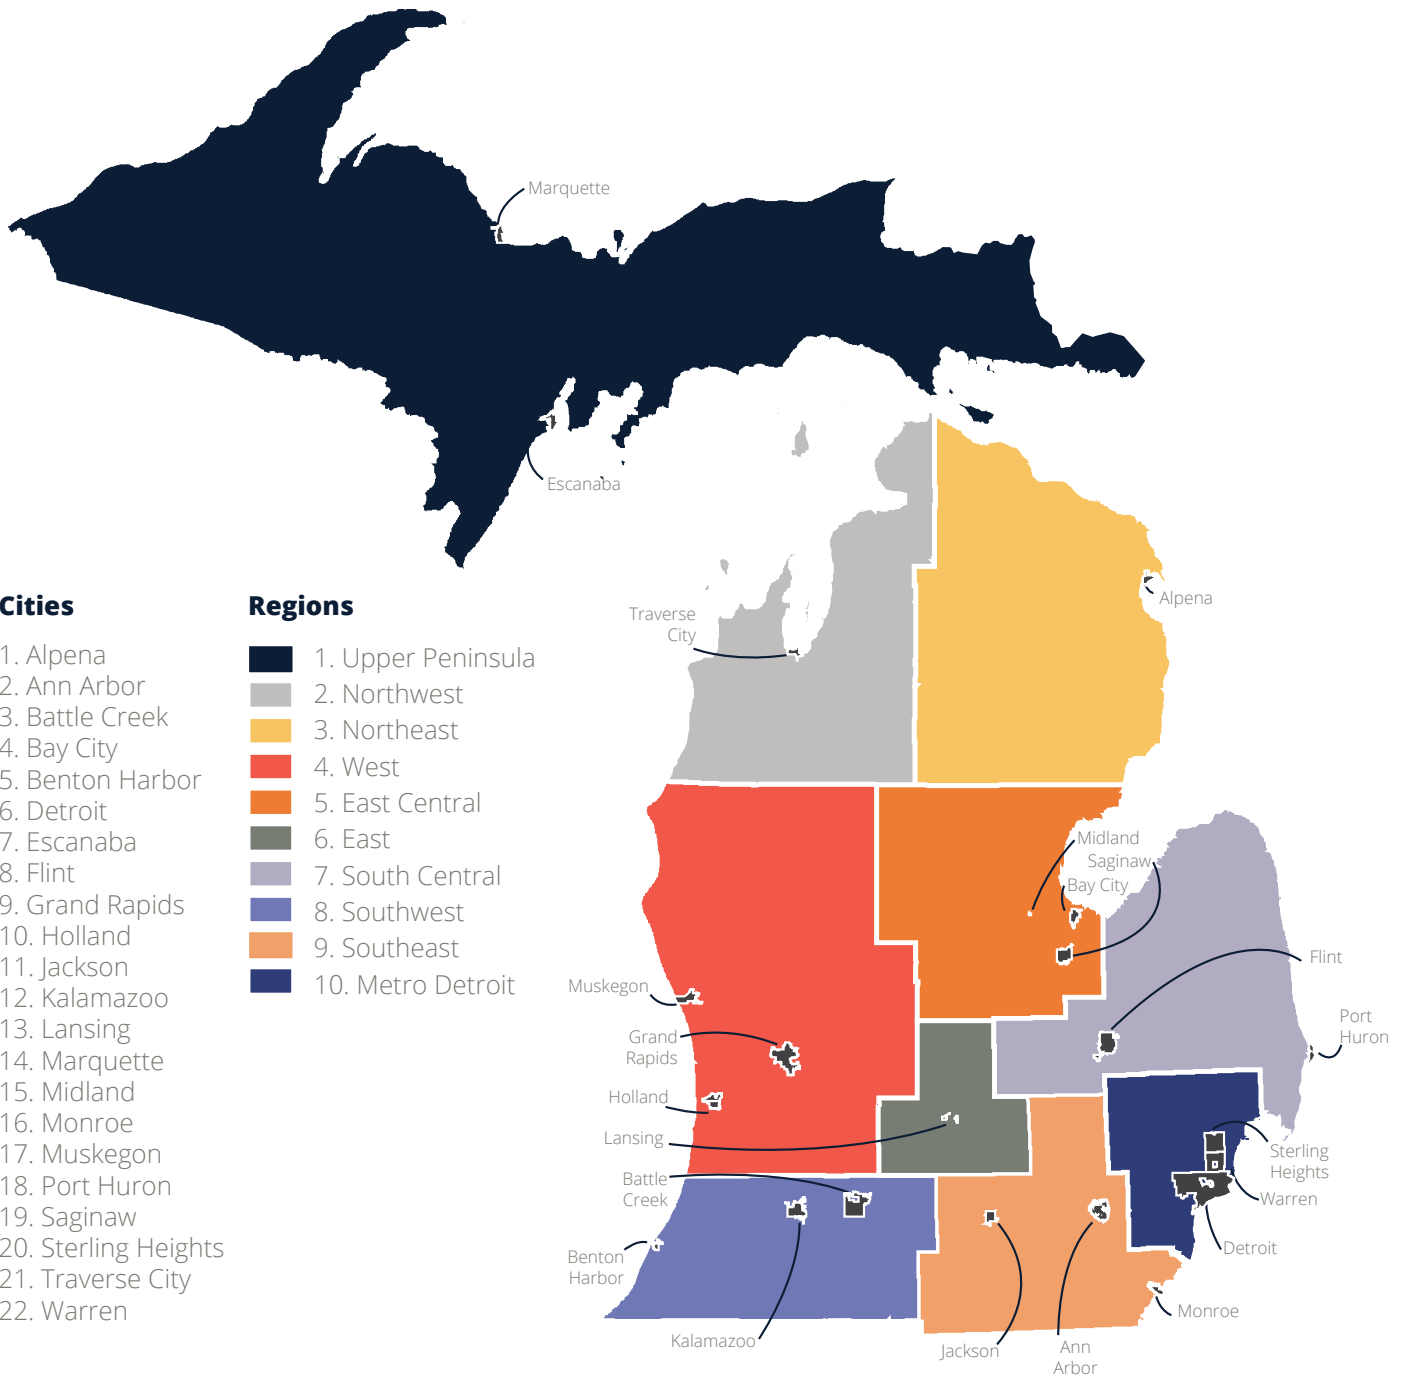 Marquette
Escanaba
Alpena
Traverse
City
Cities
1. Alpena
2. Ann Arbor
3. Battle Creek
4. Bay City
5. Benton Harbor
6. Detroit
7. Escanaba
8. Flint
9. Grand Rapids
10. Holland
11. Jackson
12. Kalamazoo
13. Lansing
14. Marquette
15. Midland
16. Monroe
17. Muskegon
18. Port Huron
19. Saginaw
20. Sterling Heights
21. Traverse City
22. Warren
Regions
1. Upper Peninsula
2. Northwest
3. Northeast
4. West
5. East Central
6. East
7. South Central
8. Southwest
9. Southeast
10. Metro Detroit
Midland
Saginaw
Bay City
Flint
Muskegon
Port
Huron
Grand
Rapids
Holland
Lansing
Sterling
Heights
Battle
Creek
Warren
Detroit
Benton
Harbor
Monroe
Kalamazoo
Jackson
Ann
Arbor